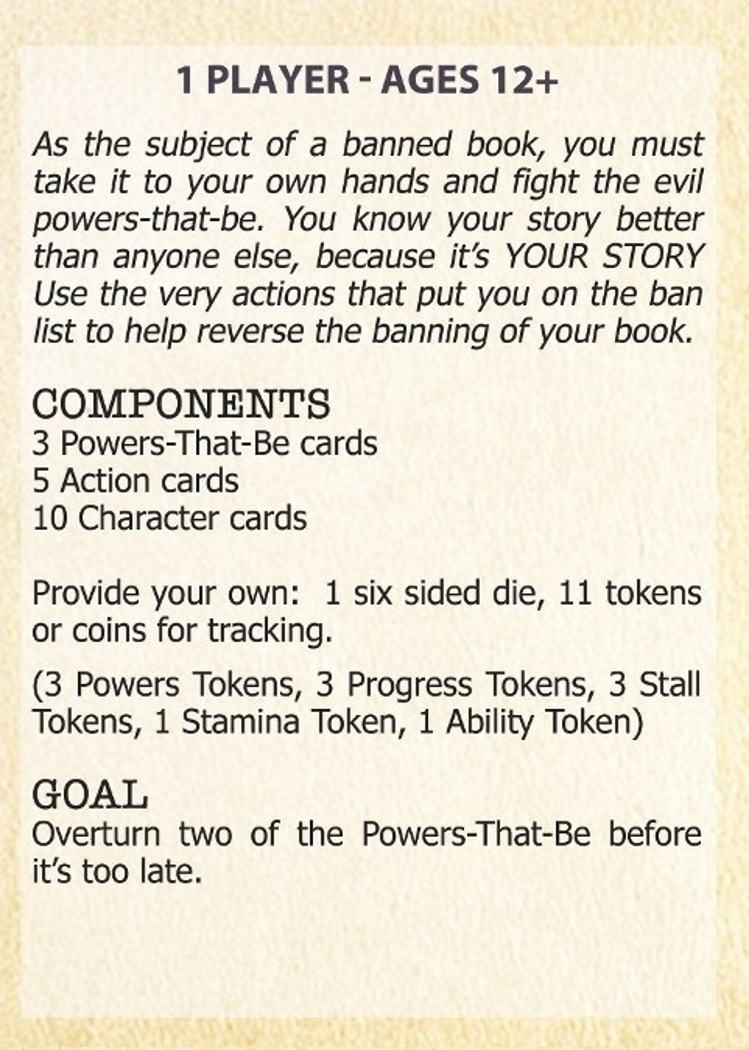 1 PLAYER - AGES 12+
As the subject of a banned book, you must
take it to your own hands and fight the evil
powers-that-be. You know your story better
than anyone else, because it's YOUR STORY
Use the very actions that put you on the ban
list to help reverse the banning of your book.
COMPONENTS
3 Powers-That-Be cards
5 Action cards
10 Character cards
Provide your own:  1 six sided die, 11 tokens
or coins for tracking.
(3 Powers Tokens, 3 Progress Tokens, 3 Stall
Tokens, 1 Stamina Token, 1 Ability Token)
GOAL
Overturn two of the Powers-That-Be before
it's too late.